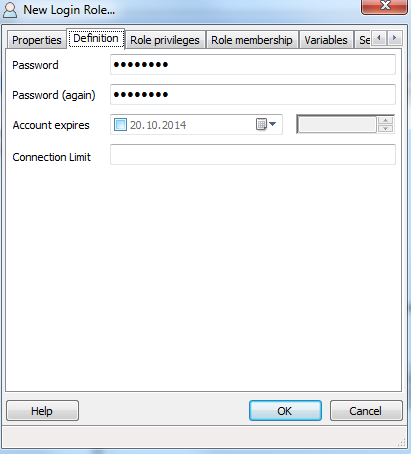 New Login Role...
Properties Definition Role privileges Role membership Variables Se
Password ●●●●●●●●
Password (again) ●●●●●●●●
Account expires 20.10.2014
Connection Limit
Help OK Cancel